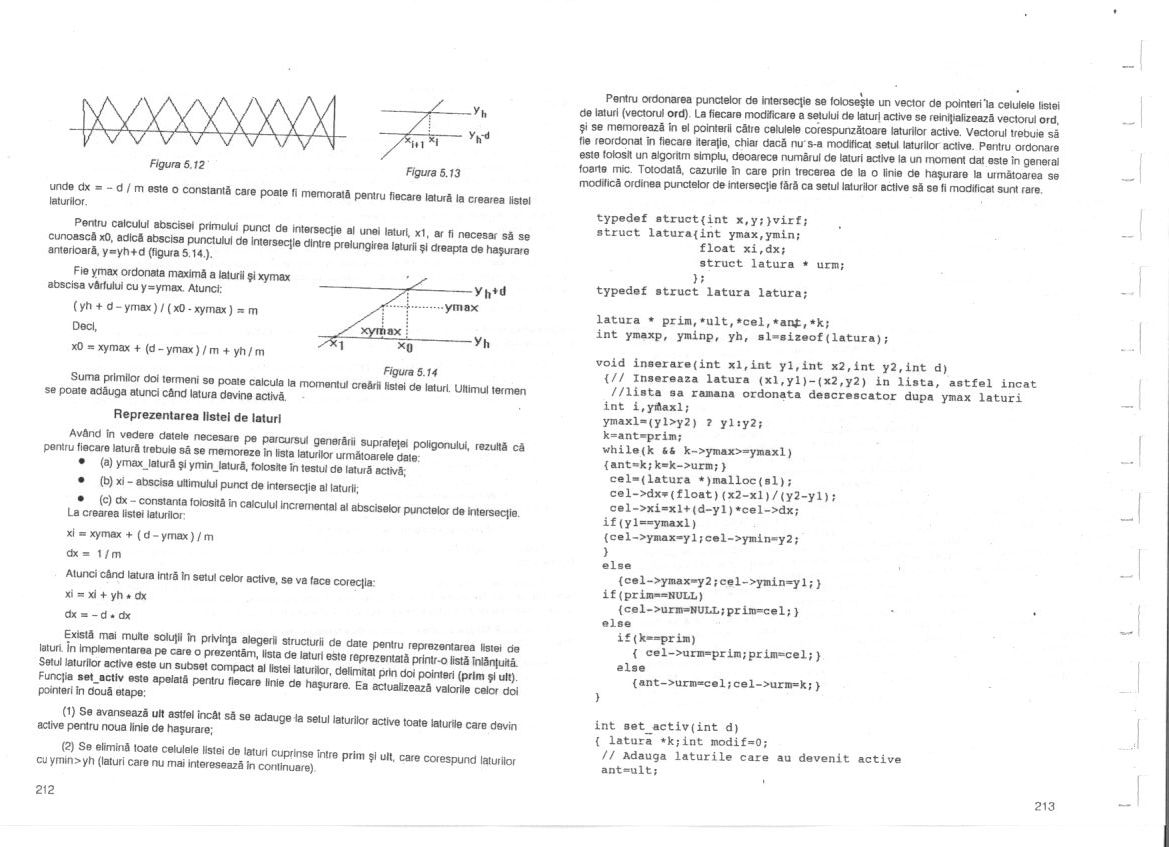 y h
y h-d
x i+1 x i
Figura 5.12
Figura 5.13
unde dx = – d / m este o constantă care poate fi memorată pentru fiecare latură la crearea listei
laturilor.
Pentru calculul abscisei primului punct de intersecţie al unei laturi, x1, ar fi necesar să se
cunoască x0, adică abscisa punctului de intersecţie dintre prelungirea laturii şi dreapta de haşurare
anterioară, y=yh+d (figura 5.14.).
Fie ymax ordonata maximă a laturii şi xymax
abscisa vârfului cu y=ymax. Atunci:
( yh + d – ymax ) / ( x0 - xymax ) = m
Deci,
x0 = xymax + (d – ymax ) / m + yh / m
y h+d
ymax
xymax
y h
x1 x0
Figura 5.14
Suma primilor doi termeni se poate calcula la momentul creării listei de laturi. Ultimul termen
se poate adăuga atunci când latura devine activă.
Reprezentarea listei de laturi
Având în vedere datele necesare pe parcursul generării suprafeţei poligonului, rezultă că
pentru fiecare latură trebuie să se memoreze în lista laturilor următoarele date:
• (a) ymax_latură şi ymin_latură, folosite în testul de latură activă;
• (b) xi – abscisa ultimului punct de intersecţie al laturii;
• (c) dx – constanta folosită în calculul incremental al absciselor punctelor de intersecţie.
La crearea listei laturilor:
xi = xymax + ( d – ymax ) / m
dx = 1 / m
Atunci când latura intră în setul celor active, se va face corecţia:
xi = xi + yh * dx
dx = – d * dx
Există mai multe soluţii în privinţa alegerii structurii de date pentru reprezentarea listei de
laturi. În implementarea pe care o prezentăm, lista de laturi este reprezentată printr-o listă înlănţuită.
Setul laturilor active este un subset compact al listei laturilor, delimitat prin doi pointeri (prim şi ult).
Funcţia set_activ este apelată pentru fiecare linie de haşurare. Ea actualizează valorile celor doi
pointeri în două etape:
(1) Se avansează ult astfel încât să se adauge la setul laturilor active toate laturile care devin
active pentru noua linie de haşurare;
(2) Se elimină toate celulele listei de laturi cuprinse între prim şi ult, care corespund laturilor
cu ymin>yh (laturi care nu mai interesează în continuare).
212
Pentru ordonarea punctelor de intersecţie se foloseşte un vector de pointeri la celulele listei
de laturi (vectorul ord). La fiecare modificare a setului de laturi active se reiniţializează vectorul ord,
şi se memorează în el pointerii către celulele corespunzătoare laturilor active. Vectorul trebuie să
fie reordonat în fiecare iteraţie, chiar dacă nu s-a modificat setul laturilor active. Pentru ordonare
este folosit un algoritm simplu, deoarece numărul de laturi active la un moment dat este în general
foarte mic. Totodată, cazurile în care prin trecerea de la o linie de haşurare la următoarea se
modifică ordinea punctelor de intersecţie fără ca setul laturilor active să se fi modificat sunt rare.
typedef struct{int x,y;}virf;
struct latura{int ymax,ymin;
float xi,dx;
struct latura * urm;
};
typedef struct latura latura;
latura * prim,*ult,*cel,*ant,*k;
int ymaxp, yminp, yh, sl=sizeof(latura);
void inserare(int x1,int y1,int x2,int y2,int d)
{// Insereaza latura (x1,y1)-(x2,y2) in lista, astfel incat
//lista sa ramana ordonata descrescator dupa ymax laturi
int i,ymax1;
ymax1=(y1>y2) ? y1:y2;
k=ant=prim;
while(k && k->ymax>=ymax1)
{ant=k;k=k->urm;}
cel=(latura *)malloc(sl);
cel->dx=(float)(x2-x1)/(y2-y1);
cel->xi=x1+(d-y1)*cel->dx;
if(y1==ymax1)
{cel->ymax=y1;cel->ymin=y2;
}
else
{cel->ymax=y2;cel->ymin=y1;}
if(prim==NULL)
{cel->urm=NULL;prim=cel;}
else
if(k==prim)
{ cel->urm=prim;prim=cel;}
else
{ant->urm=cel;cel->urm=k;}
}
int set_activ(int d)
{ latura *k;int modif=0;
// Adauga laturile care au devenit active
ant=ult;
213